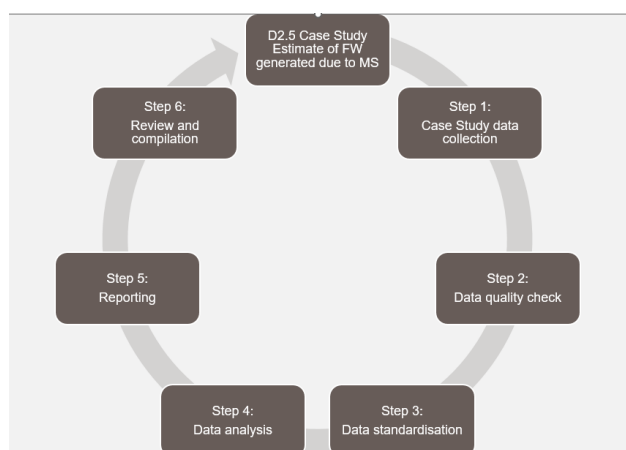 D2.5 Case Study
Estimate of FW
generated due to MS
Step 1:
Case Study data
collection
Step 2:
Data quality check
Step 3:
Data standardisation
Step 4:
Data analysis
Step 5:
Reporting
Step 6:
Review and
compilation